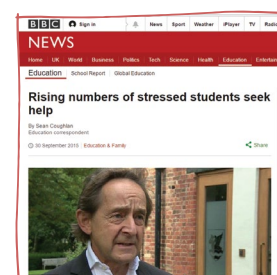 BBC Sign in News Sport Weather iPlayer TV Radio
NEWS
Home UK World Business Politics Tech Science Health Education Entertain
Education School Report Global Education
Rising numbers of stressed students seek
help
By Sean Coughlan
Education correspondent
30 September 2015 Education & Family
Share